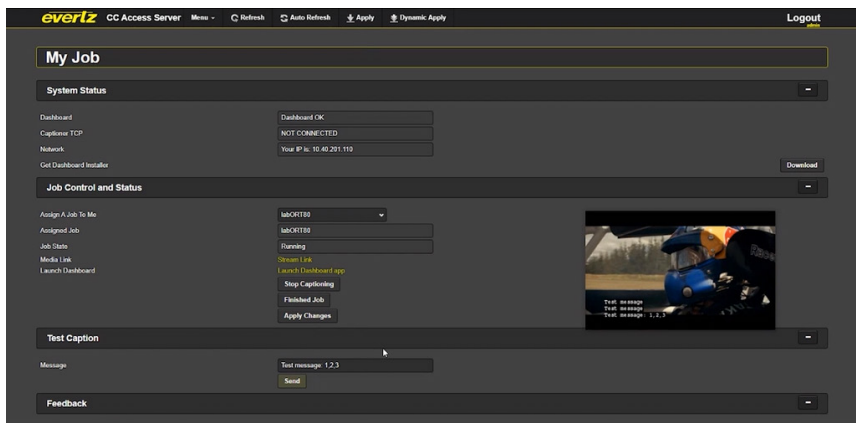 evertz CC Access Server Menu Refresh Auto Refresh Apply Dynamic Apply Logout
admin
My Job
System Status
Dashboard Dashboard OK
Captioner TCP NOT CONNECTED
Network Your IP is: 10.40.201.110
Get Dashboard Installer Download
Job Control and Status
Assign A Job To Me labORT80
Assigned Job labORT80
Job State Running
Media Link Stream Link
Launch Dashboard Launch Dashboard app
Stop Captioning
Finished Job
Apply Changes
Test message
Test message
Test message: 1,2,3
Test Caption
Message Test message: 1,2,3
Send
Feedback